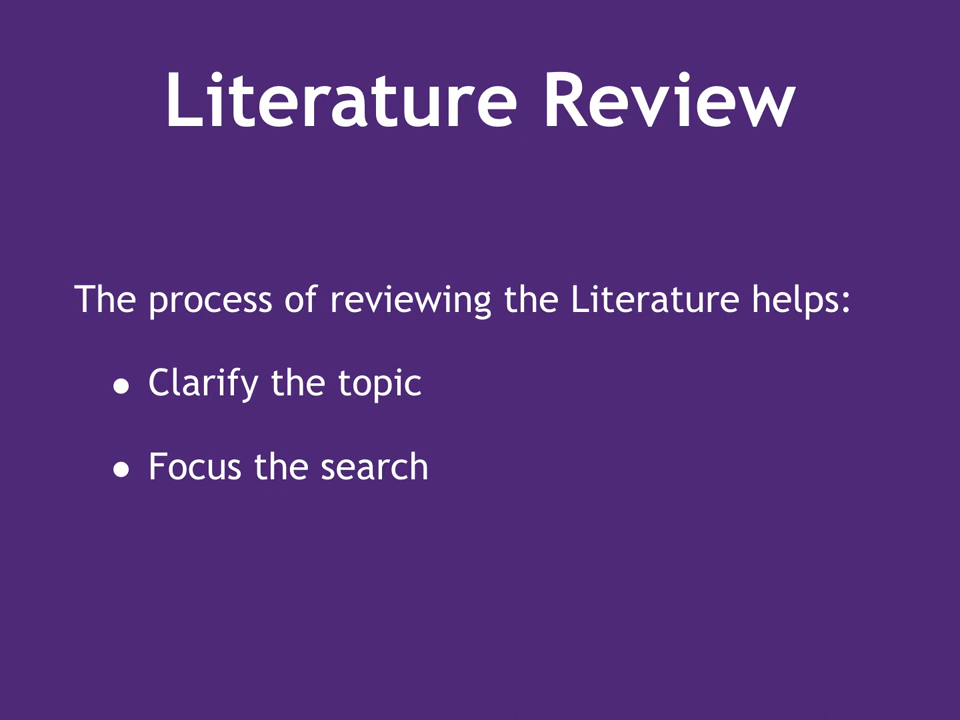 Literature Review
The process of reviewing the Literature helps:
● Clarify the topic
● Focus the search